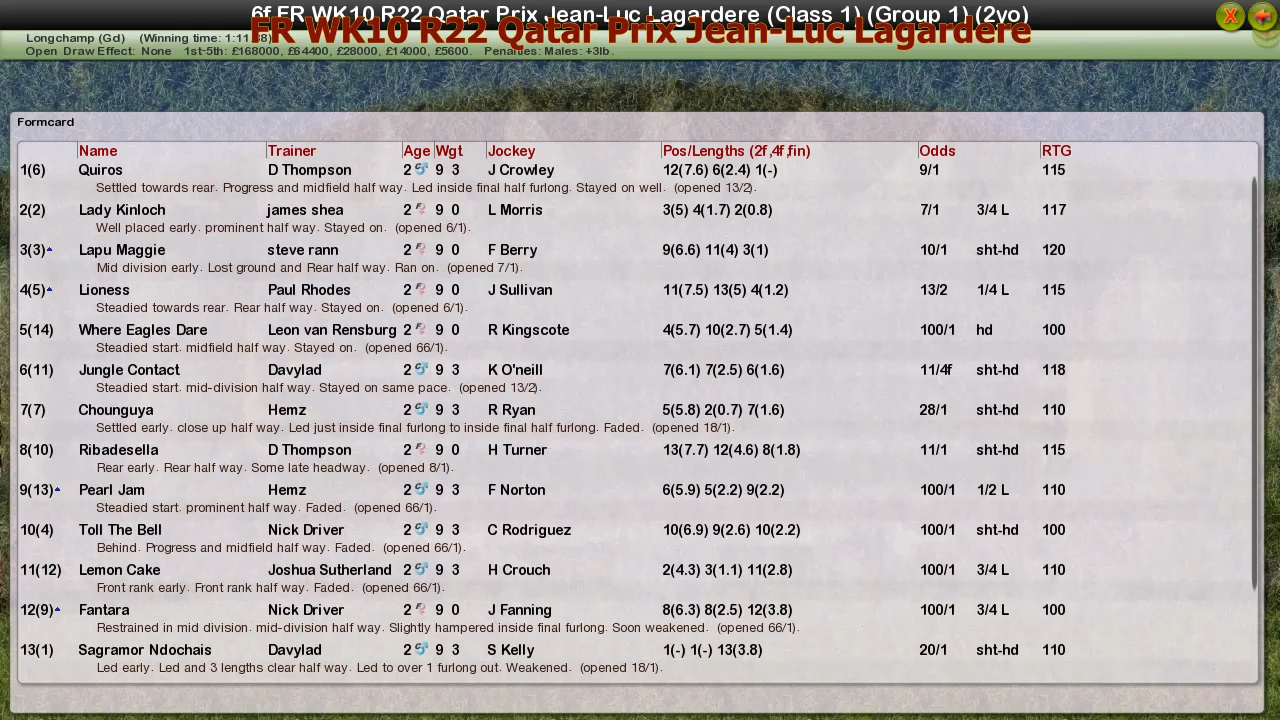 6f FR WK10 R22 Qatar Prix Jean-Luc Lagardere (Class 1) (Group 1) (2yo)
FR WK10 R22 Qatar Prix Jean-Luc Lagardere
Longchamp (Gd) (Winning time: 1:11.
Open Draw Effect: None 1st-5th: £168000, £64400, £28000, £14000, £5600. Penalties: Males: +3lb.
Formcard
Name Trainer Age Wgt Jockey Pos/Lengths (2f,4f,fin) Odds RTG
1(6) Quiros D Thompson 2 9 3 J Crowley 12(7.6) 6(2.4) 1(-) 9/1 115
Settled towards rear. Progress and midfield half way. Led inside final half furlong. Stayed on well. (opened 13/2).
2(2) Lady Kinloch james shea 2 9 0 L Morris 3(5) 4(1.7) 2(0.8) 7/1 3/4 L 117
Well placed early. prominent half way. Stayed on. (opened 6/1).
3(3) Lapu Maggie steve rann 2 9 0 F Berry 9(6.6) 11(4) 3(1) 10/1 sht-hd 120
Mid division early. Lost ground and Rear half way. Ran on. (opened 7/1).
4(5) Lioness Paul Rhodes 2 9 0 J Sullivan 11(7.5) 13(5) 4(1.2) 13/2 1/4 L 115
Steadied towards rear. Rear half way. Stayed on. (opened 6/1).
5(14) Where Eagles Dare Leon van Rensburg 2 9 0 R Kingscote 4(5.7) 10(2.7) 5(1.4) 100/1 hd 100
Steadied start. midfield half way. Stayed on. (opened 66/1).
6(11) Jungle Contact Davylad 2 9 3 K O'neill 7(6.1) 7(2.5) 6(1.6) 11/4f sht-hd 118
Steadied start. mid-division half way. Stayed on same pace. (opened 13/2).
7(7) Chounguya Hemz 2 9 3 R Ryan 5(5.8) 2(0.7) 7(1.6) 28/1 sht-hd 110
Settled early. close up half way. Led just inside final furlong to inside final half furlong. Faded. (opened 18/1).
8(10) Ribadesella D Thompson 2 9 0 H Turner 13(7.7) 12(4.6) 8(1.8) 11/1 sht-hd 115
Rear early. Rear half way. Some late headway. (opened 8/1).
9(13) Pearl Jam Hemz 2 9 3 F Norton 6(5.9) 5(2.2) 9(2.2) 100/1 1/2 L 110
Steadied start. prominent half way. Faded. (opened 66/1).
10(4) Toll The Bell Nick Driver 2 9 3 C Rodriguez 10(6.9) 9(2.6) 10(2.2) 100/1 sht-hd 100
Behind. Progress and midfield half way. Faded. (opened 66/1).
11(12) Lemon Cake Joshua Sutherland 2 9 3 H Crouch 2(4.3) 3(1.1) 11(2.8) 100/1 3/4 L 110
Front rank early. Front rank half way. Faded. (opened 66/1).
12(9) Fantara Nick Driver 2 9 0 J Fanning 8(6.3) 8(2.5) 12(3.8) 100/1 3/4 L 100
Restrained in mid division. mid-division half way. Slightly hampered inside final furlong. Soon weakened. (opened 66/1).
13(1) Sagramor Ndochais Davylad 2 9 3 S Kelly 1(-) 1(-) 13(3.8) 20/1 sht-hd 110
Led early. Led and 3 lengths clear half way. Led to over 1 furlong out. Weakened. (opened 18/1).